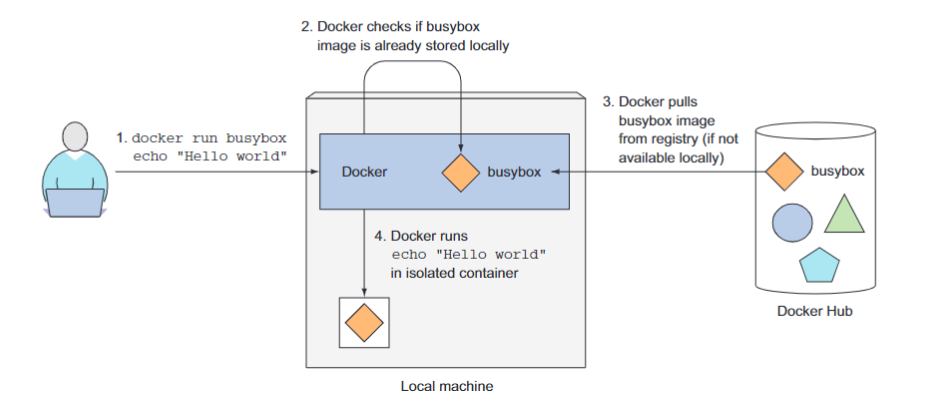 2. Docker checks if busybox
image is already stored locally
1. docker run busybox
echo "Hello world"
3. Docker pulls
busybox image
from registry (if not
available locally)
Docker
busybox
busybox
4. Docker runs
echo "Hello world"
in isolated container
Docker Hub
Local machine